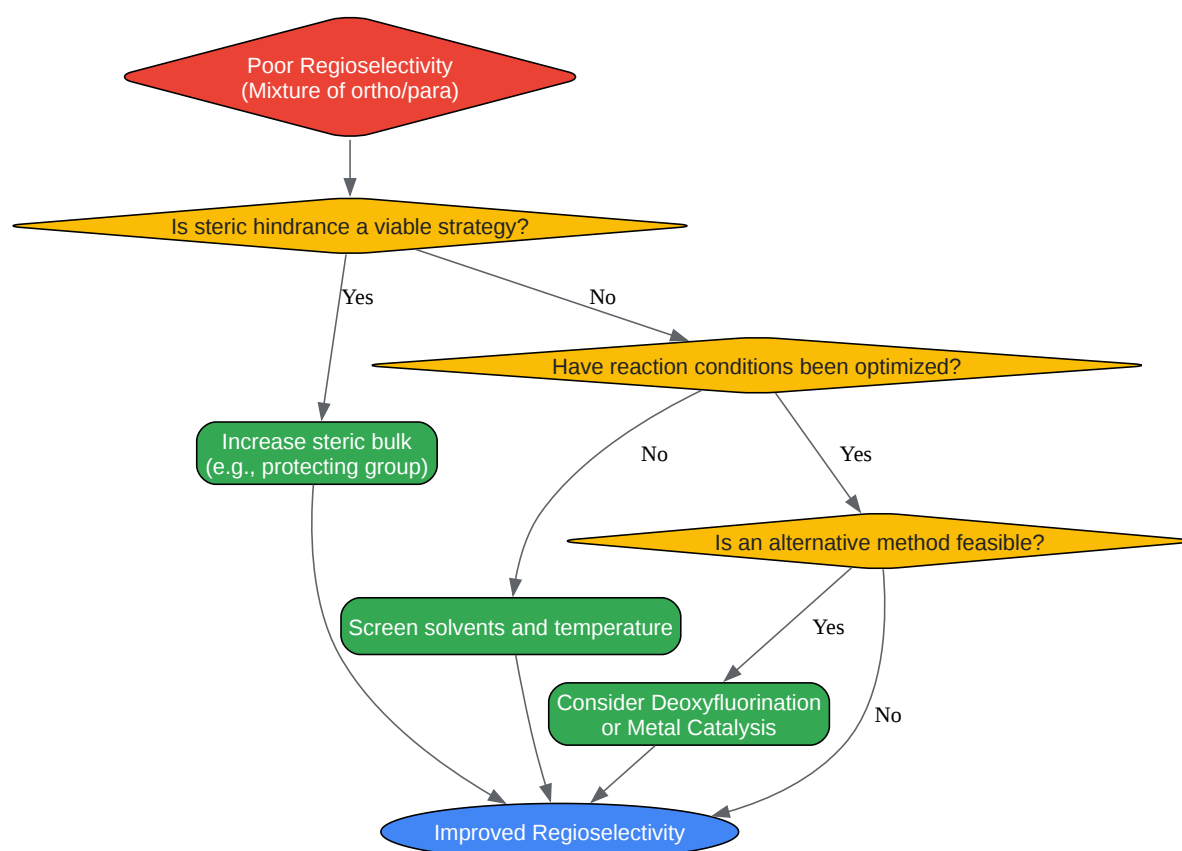 Poor Regioselectivity
(Mixture of ortho/para)
Is steric hindrance a viable strategy?
Yes
No
Have reaction conditions been optimized?
Increase steric bulk
(e.g., protecting group)
No
Yes
Is an alternative method feasible?
Screen solvents and temperature
Yes
Consider Deoxyfluorination
or Metal Catalysis
No
Improved Regioselectivity